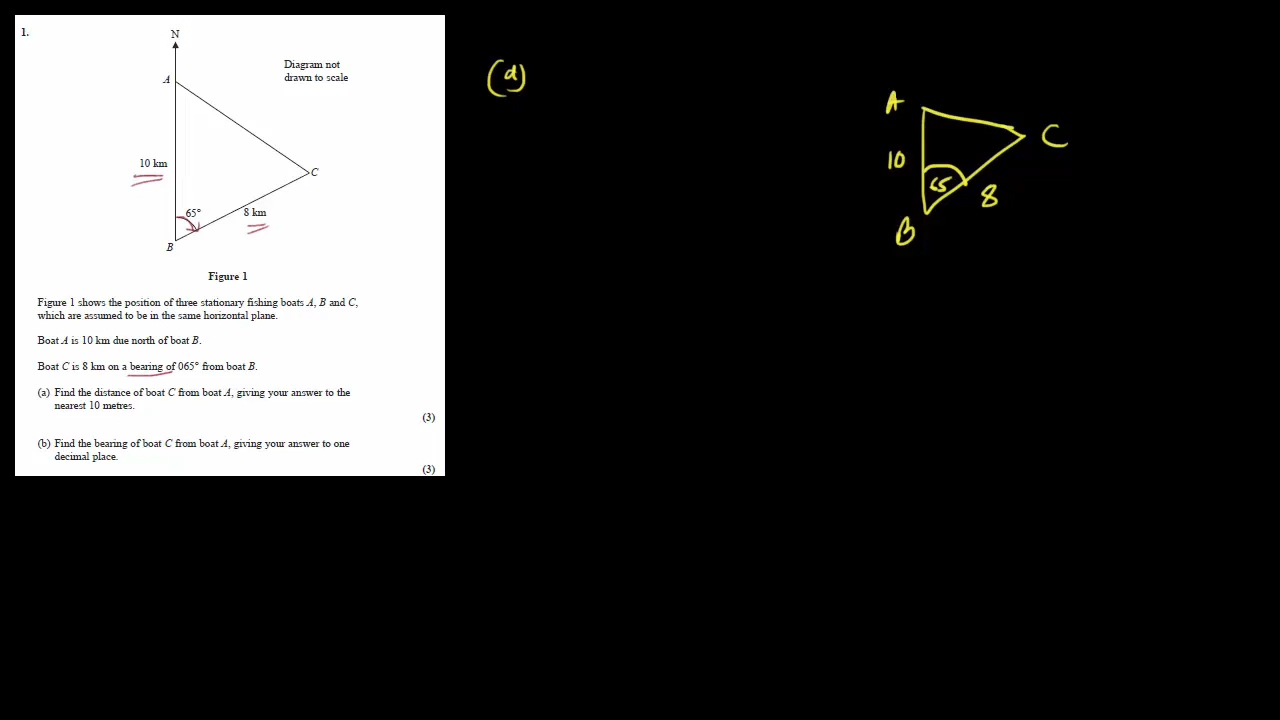 1.
N
Diagram not
drawn to scale
A
10 km
C
65°
8 km
B
Figure 1
Figure 1 shows the position of three stationary fishing boats A, B and C,
which are assumed to be in the same horizontal plane.
Boat A is 10 km due north of boat B.
Boat C is 8 km on a bearing of 065° from boat B.
(a) Find the distance of boat C from boat A, giving your answer to the
nearest 10 metres.
(3)
(b) Find the bearing of boat C from boat A, giving your answer to one
decimal place.
(3)
(a)
A
C
10
65
8
B